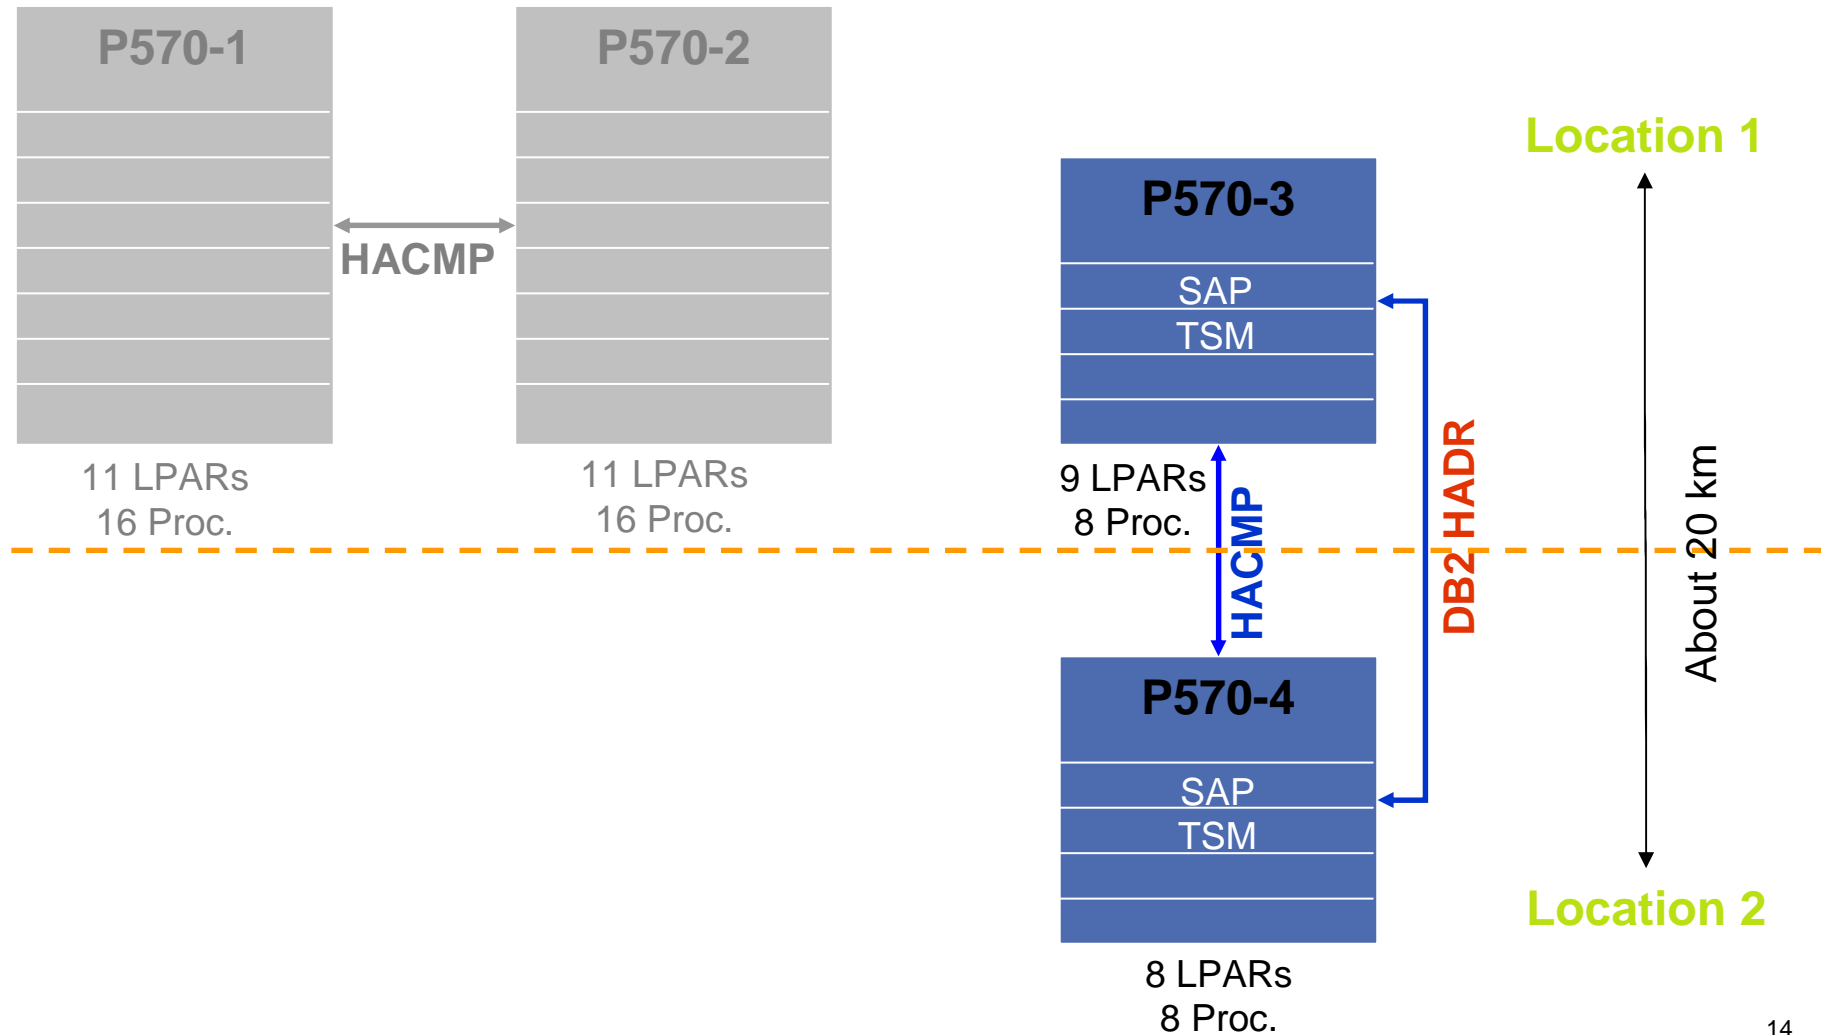 P570-1
P570-2
HACMP
11 LPARs
16 Proc.
11 LPARs
16 Proc.
P570-3
SAP
TSM
9 LPARs
8 Proc.
HACMP
DB2 HADR
P570-4
SAP
TSM
8 LPARs
8 Proc.
Location 1
About 20 km
Location 2
14